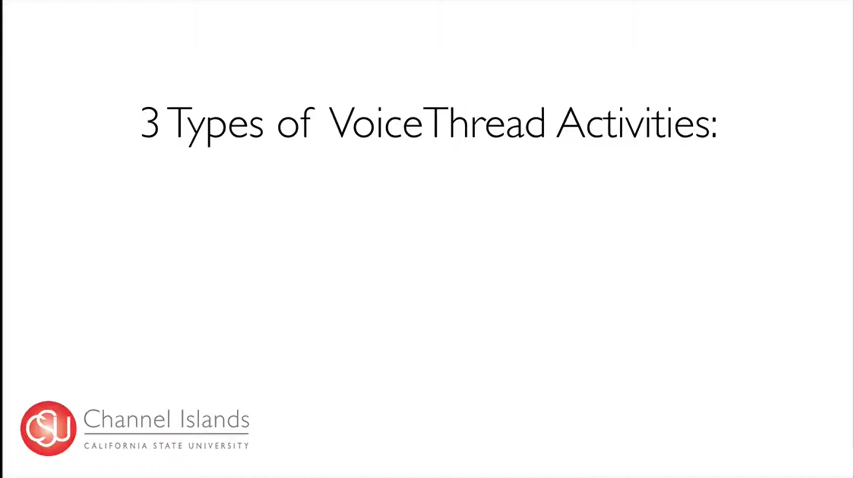 3 Types of VoiceThread Activities:
CSU
Channel Islands
CALIFORNIA STATE UNIVERSITY